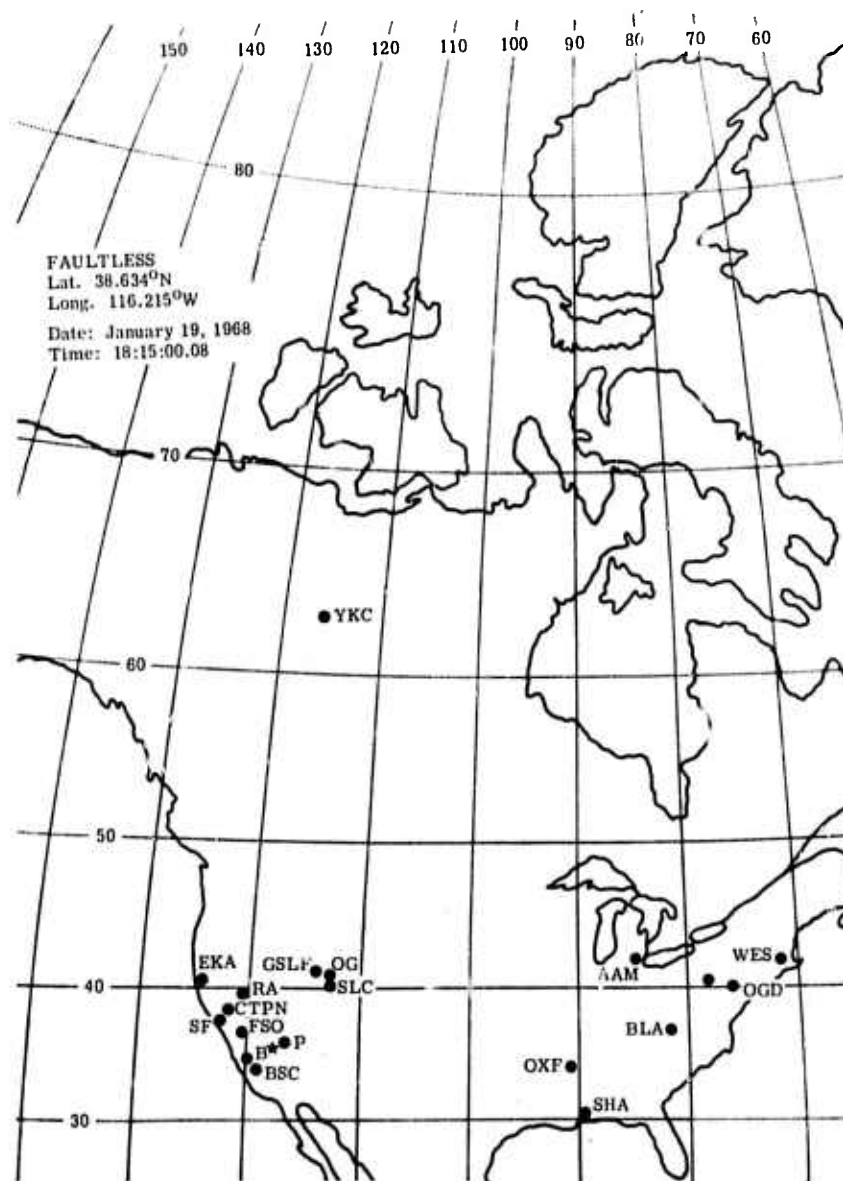 150 140 130 120 110 100 90 80 70 60
80
FAULTLESS
Lat. 38.634°N
Long. 116.215°W
Date: January 19, 1968
Time: 18:15:00.08
70
YKC
60
50
EKA GSLF OG AAM WES
40 RA SLC OGD
CTPN
SF FSO BLA
B* P
BSC OXF
SHA
30